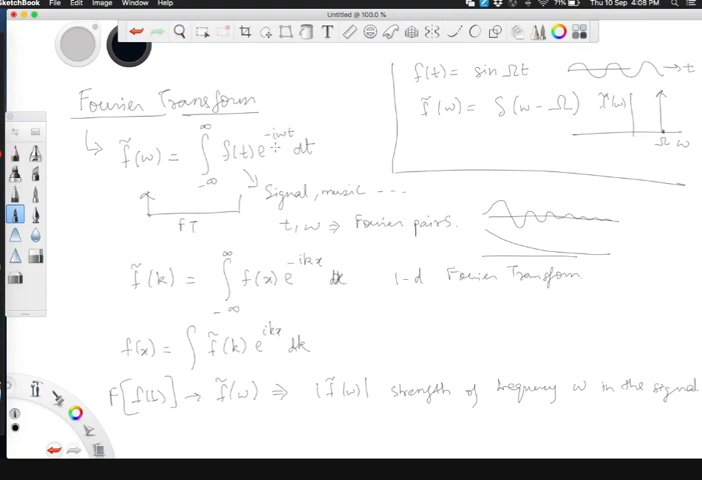 SketchBook File Edit Image Window Help 71% Thu 10 Sep 4:08 PM
Untitled @ 100.0 %
Fourier Transform
f̃(ω) = ∫_{-∞}^{∞} f(t) e^{-iωt} dt
Signal, music ---
FT
t, ω ⇒ Fourier pairs.
f(t) = sin Ωt → t
f̃(ω) = δ(ω - Ω) f̃(ω)
Ω ω
f̃(k) = ∫_{-∞}^{∞} f(x) e^{-ikx} dx 1-d Fourier Transform
f(x) = ∫ f̃(k) e^{ikx} dk
F[f(t)] → f̃(ω) ⇒ |f̃(ω)| strength of frequency ω in the signal